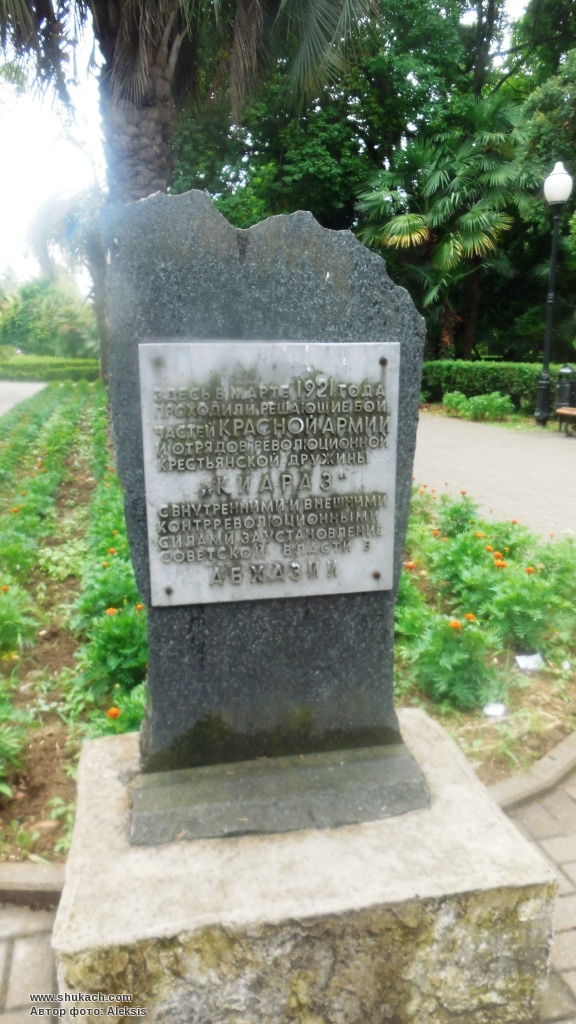 ЗДЕСЬ В МАРТЕ 1921 ГОДА
ПРОХОДИЛИ РЕШАЮЩИЕ БОИ
ЧАСТЕЙ КРАСНОЙ АРМИИ
И ОТРЯДОВ РЕВОЛЮЦИОННОЙ
КРЕСТЬЯНСКОЙ ДРУЖИНЫ
„КИАРАЗ"
С ВНУТРЕННИМИ И ВНЕШНИМИ
КОНТРРЕВОЛЮЦИОННЫМИ
СИЛАМИ ЗА УСТАНОВЛЕНИЕ
СОВЕТСКОЙ ВЛАСТИ В
АБХАЗИИ
www.shukach.com
Автор фото: Aleksis